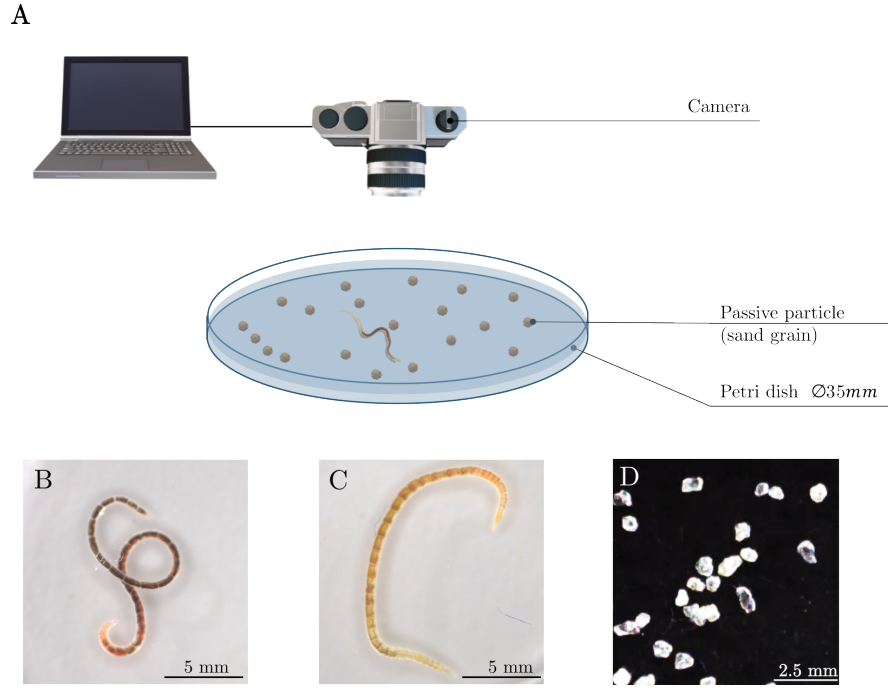 A
Camera
Passive particle
(sand grain)
Petri dish ∅35mm
B
5 mm
C
5 mm
D
2.5 mm